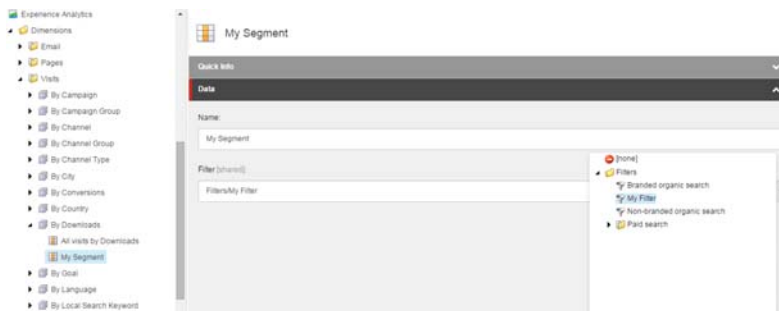 Experience Analytics
Dimensions
Email
Pages
Visits
By Campaign
By Campaign Group
By Channel
By Channel Group
By Channel Type
By City
By Conversions
By Country
By Downloads
All visits by Downloads
My Segment
By Goal
By Language
By Local Search Keyword
My Segment
Quick Info
Data
Name:
My Segment
Filter [shared]:
Filters/My Filter
[none]
Filters
Branded organic search
My Filter
Non-branded organic search
Paid search